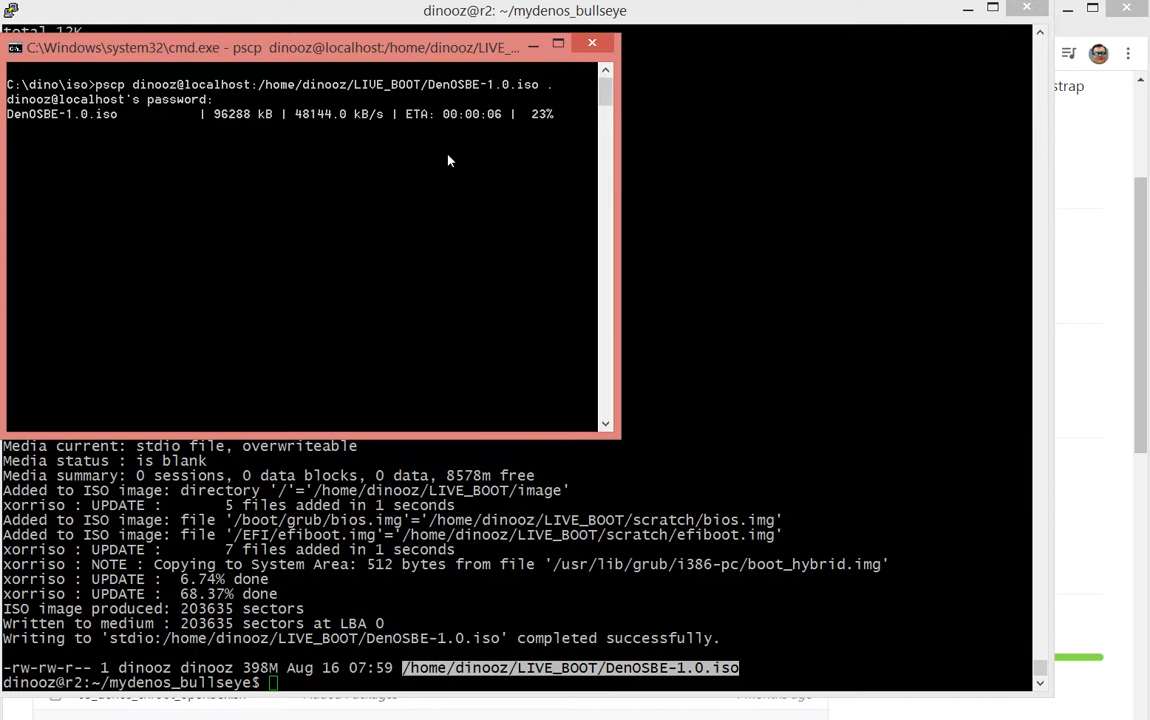 dinooz@r2: ~/mydenos_bullseye
total 12K
C:\Windows\system32\cmd.exe - pscp dinooz@localhost:/home/dinooz/LIVE_...
C:\dino\iso>pscp dinooz@localhost:/home/dinooz/LIVE_BOOT/DenOSBE-1.0.iso .
dinooz@localhost's password:
DenOSBE-1.0.iso | 96288 kB | 48144.0 kB/s | ETA: 00:00:06 | 23%
strap
Media current: stdio file, overwriteable
Media status : is blank
Media summary: 0 sessions, 0 data blocks, 0 data, 8578m free
Added to ISO image: directory '/'='/home/dinooz/LIVE_BOOT/image'
xorriso : UPDATE : 5 files added in 1 seconds
Added to ISO image: file '/boot/grub/bios.img'='/home/dinooz/LIVE_BOOT/scratch/bios.img'
Added to ISO image: file '/EFI/efiboot.img'='/home/dinooz/LIVE_BOOT/scratch/efiboot.img'
xorriso : UPDATE : 7 files added in 1 seconds
xorriso : NOTE : Copying to System Area: 512 bytes from file '/usr/lib/grub/i386-pc/boot_hybrid.img'
xorriso : UPDATE : 6.74% done
xorriso : UPDATE : 68.37% done
ISO image produced: 203635 sectors
Written to medium : 203635 sectors at LBA 0
Writing to 'stdio:/home/dinooz/LIVE_BOOT/DenOSBE-1.0.iso' completed successfully.
-rw-rw-r-- 1 dinooz dinooz 398M Aug 16 07:59 /home/dinooz/LIVE_BOOT/DenOSBE-1.0.iso
dinooz@r2:~/mydenos_bullseye$